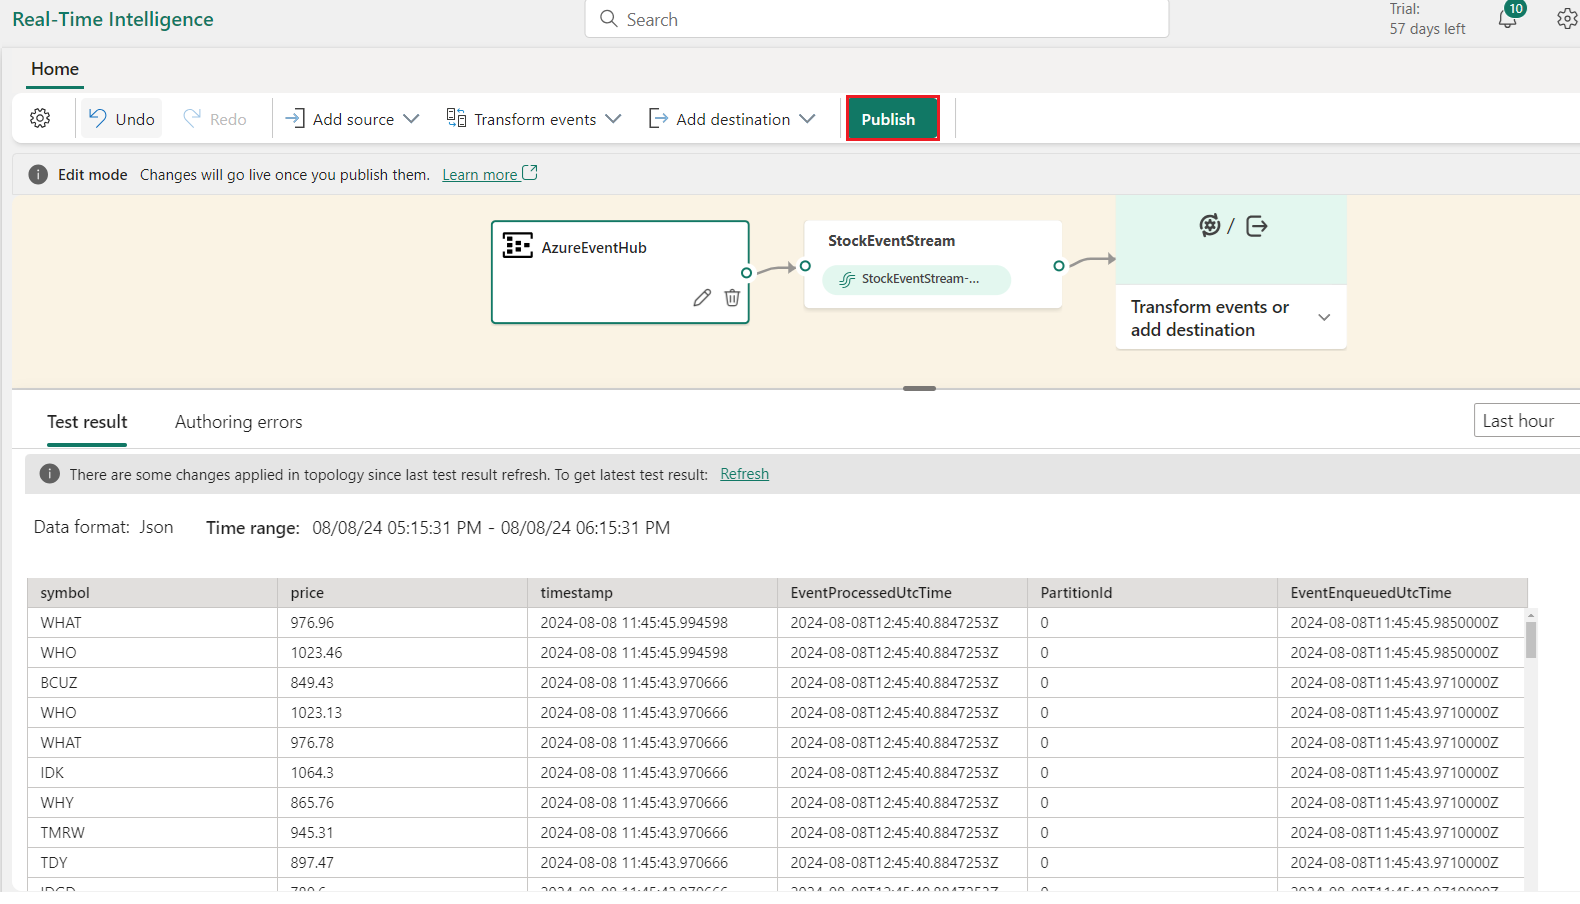 Real-Time Intelligence
Search
Trial:
57 days left
10
Home
Undo
Redo
Add source
Transform events
Add destination
Publish
Edit mode Changes will go live once you publish them. Learn more
AzureEventHub
StockEventStream
StockEventStream-...
/
Transform events or
add destination
Test result
Authoring errors
Last hour
There are some changes applied in topology since last test result refresh. To get latest test result: Refresh
Data format: Json Time range: 08/08/24 05:15:31 PM - 08/08/24 06:15:31 PM
symbol price timestamp EventProcessedUtcTime PartitionId EventEnqueuedUtcTime
WHAT 976.96 2024-08-08 11:45:45.994598 2024-08-08T12:45:40.8847253Z 0 2024-08-08T11:45:45.9850000Z
WHO 1023.46 2024-08-08 11:45:45.994598 2024-08-08T12:45:40.8847253Z 0 2024-08-08T11:45:45.9850000Z
BCUZ 849.43 2024-08-08 11:45:43.970666 2024-08-08T12:45:40.8847253Z 0 2024-08-08T11:45:43.9710000Z
WHO 1023.13 2024-08-08 11:45:43.970666 2024-08-08T12:45:40.8847253Z 0 2024-08-08T11:45:43.9710000Z
WHAT 976.78 2024-08-08 11:45:43.970666 2024-08-08T12:45:40.8847253Z 0 2024-08-08T11:45:43.9710000Z
IDK 1064.3 2024-08-08 11:45:43.970666 2024-08-08T12:45:40.8847253Z 0 2024-08-08T11:45:43.9710000Z
WHY 865.76 2024-08-08 11:45:43.970666 2024-08-08T12:45:40.8847253Z 0 2024-08-08T11:45:43.9710000Z
TMRW 945.31 2024-08-08 11:45:43.970666 2024-08-08T12:45:40.8847253Z 0 2024-08-08T11:45:43.9710000Z
TDY 897.47 2024-08-08 11:45:43.970666 2024-08-08T12:45:40.8847253Z 0 2024-08-08T11:45:43.9710000Z